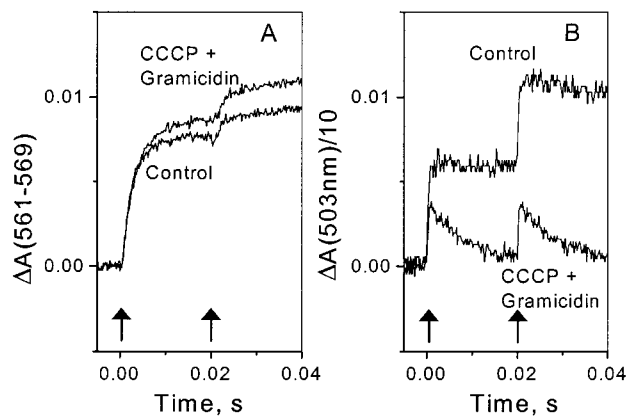 A
CCCP +
Gramicidin
Control
ΔA(561-569)
0.01
0.00
0.00 0.02 0.04
Time, s
B
Control
CCCP +
Gramicidin
ΔA(503nm)/10
0.01
0.00
0.00 0.02 0.04
Time, s